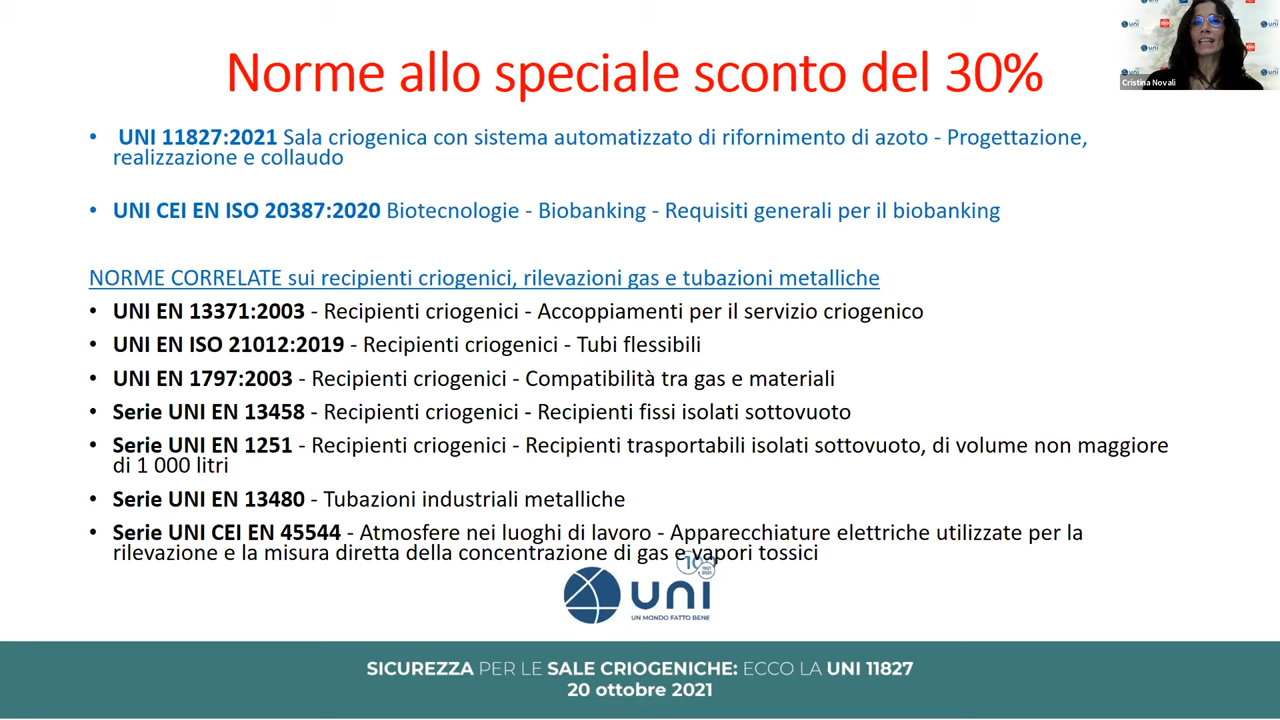 Norme allo speciale sconto del 30%
uni
uni
uni
uni
uni
Cristina Novali
• UNI 11827:2021 Sala criogenica con sistema automatizzato di rifornimento di azoto - Progettazione,
realizzazione e collaudo
• UNI CEI EN ISO 20387:2020 Biotecnologie - Biobanking - Requisiti generali per il biobanking
NORME CORRELATE sui recipienti criogenici, rilevazioni gas e tubazioni metalliche
• UNI EN 13371:2003 - Recipienti criogenici - Accoppiamenti per il servizio criogenico
• UNI EN ISO 21012:2019 - Recipienti criogenici - Tubi flessibili
• UNI EN 1797:2003 - Recipienti criogenici - Compatibilità tra gas e materiali
• Serie UNI EN 13458 - Recipienti criogenici - Recipienti fissi isolati sottovuoto
• Serie UNI EN 1251 - Recipienti criogenici - Recipienti trasportabili isolati sottovuoto, di volume non maggiore
di 1 000 litri
• Serie UNI EN 13480 - Tubazioni industriali metalliche
• Serie UNI CEI EN 45544 - Atmosfere nei luoghi di lavoro - Apparecchiature elettriche utilizzate per la
rilevazione e la misura diretta della concentrazione di gas e vapori tossici
uni
UN MONDO FATTO BENE
SICUREZZA PER LE SALE CRIOGENICHE: ECCO LA UNI 11827
20 ottobre 2021